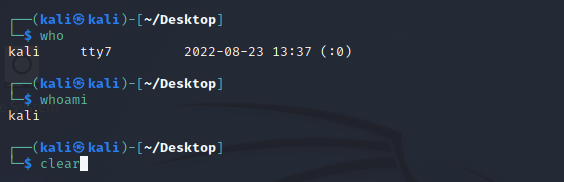 ┌──(kali㉿kali)-[~/Desktop]
└─$ who
kali     tty7         2022-08-23 13:37 (:0)
┌──(kali㉿kali)-[~/Desktop]
└─$ whoami
kali
┌──(kali㉿kali)-[~/Desktop]
└─$ clear